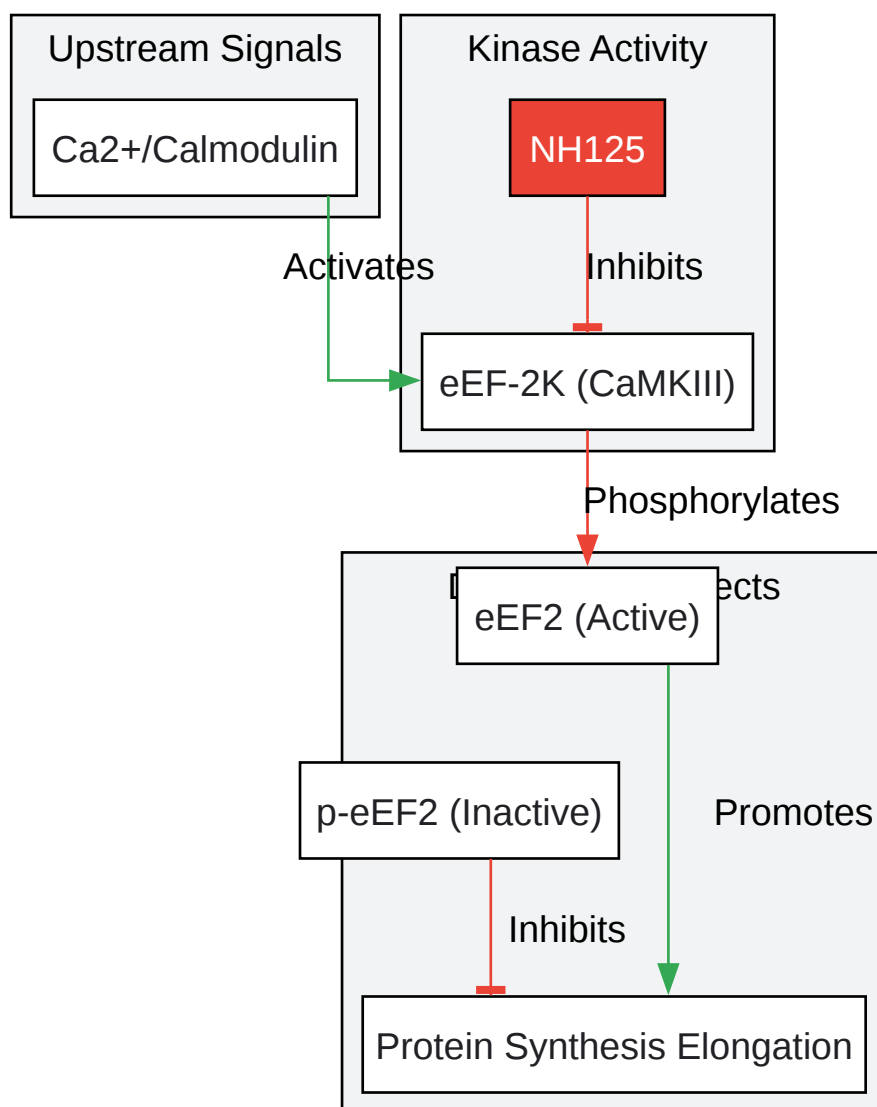 Upstream Signals
Kinase Activity
Ca2+/Calmodulin
NH125
Activates
Inhibits
eEF-2K (CaMKIII)
Phosphorylates
eEF2 (Active)
p-eEF2 (Inactive)
Promotes
Inhibits
Protein Synthesis Elongation